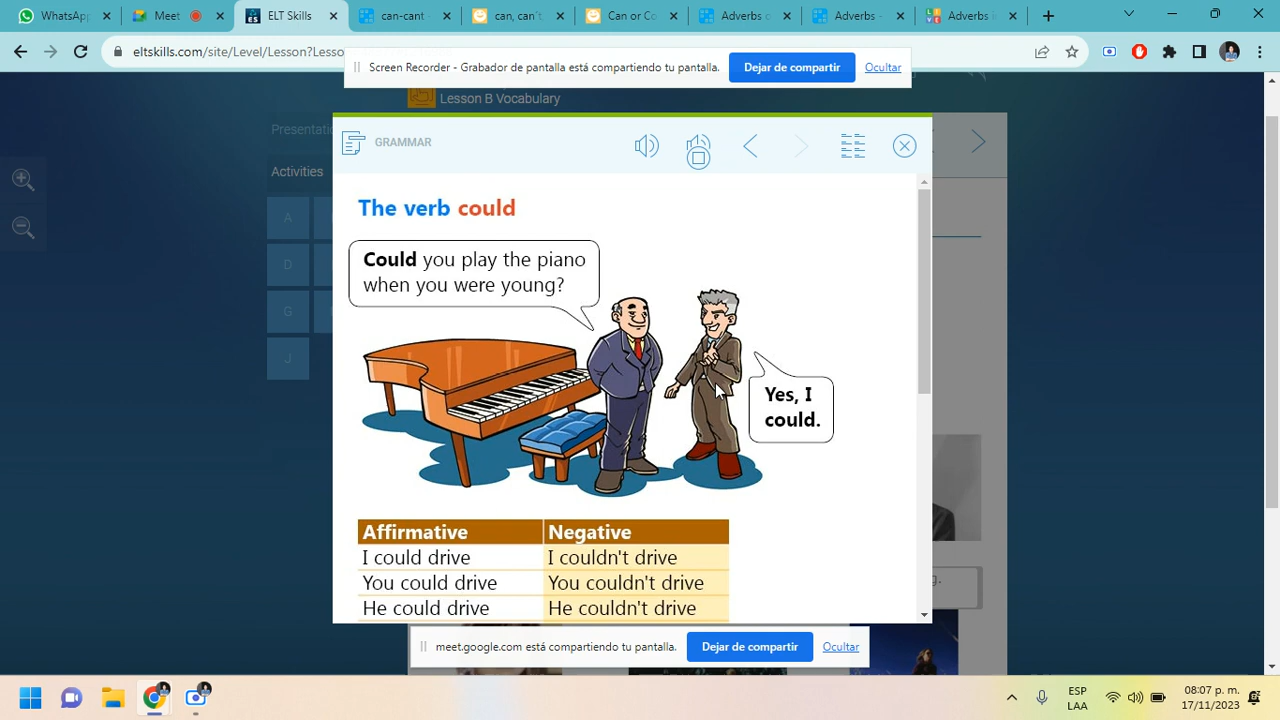 WhatsApp
Meet
ELT Skills
can-cant -
can, can't
Can or Co
Adverbs o
Adverbs -
Adverbs i
eltskills.com/site/Level/Lesson?Lesso
Screen Recorder - Grabador de pantalla está compartiendo tu pantalla.
Dejar de compartir
Ocultar
Lesson B Vocabulary
Presentatio
Activities
A
D
G
J
GRAMMAR
The verb could
Could you play the piano
when you were young?
Yes, I
could.
Affirmative Negative
I could drive I couldn't drive
You could drive You couldn't drive
He could drive He couldn't drive
g.
meet.google.com está compartiendo tu pantalla.
Dejar de compartir
Ocultar
ESP
LAA
08:07 p. m.
17/11/2023